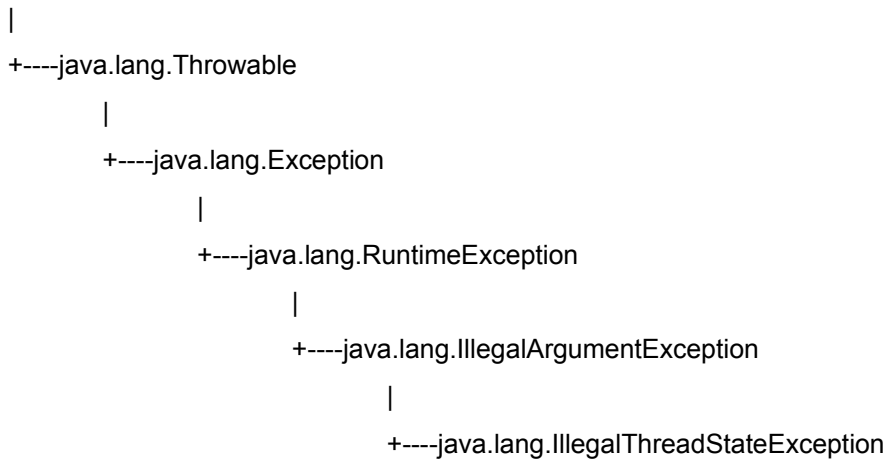 |
+----java.lang.Throwable
|
+----java.lang.Exception
|
+----java.lang.RuntimeException
|
+----java.lang.IllegalArgumentException
|
+----java.lang.IllegalThreadStateException